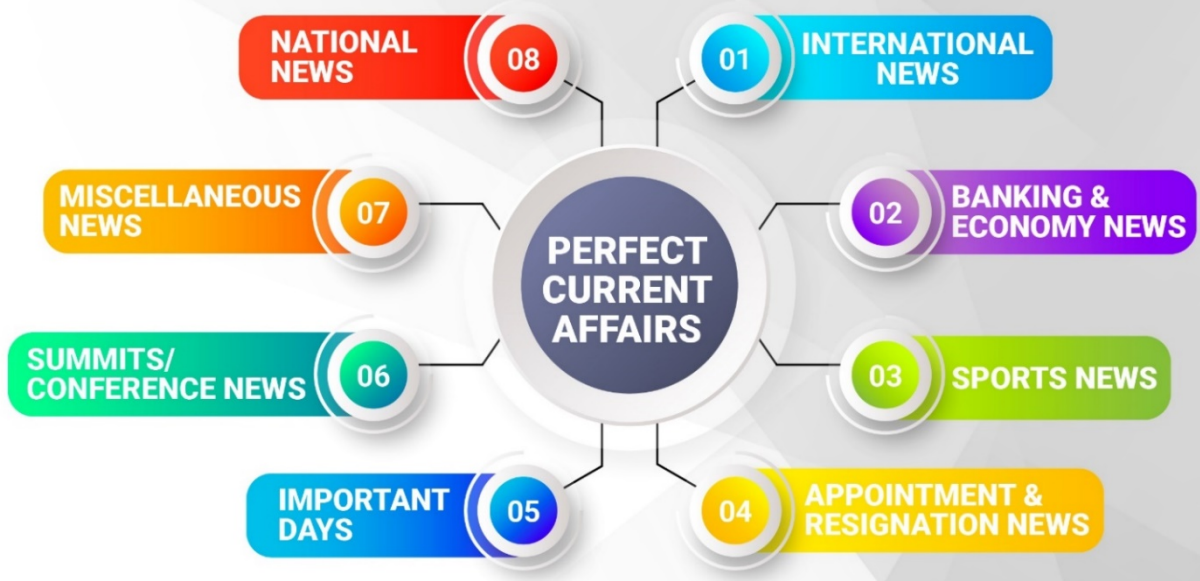 PERFECT
CURRENT
AFFAIRS
01
INTERNATIONAL
NEWS
02
BANKING &
ECONOMY NEWS
03
SPORTS NEWS
04
APPOINTMENT &
RESIGNATION NEWS
05
IMPORTANT
DAYS
06
SUMMITS/
CONFERENCE NEWS
07
MISCELLANEOUS
NEWS
08
NATIONAL
NEWS